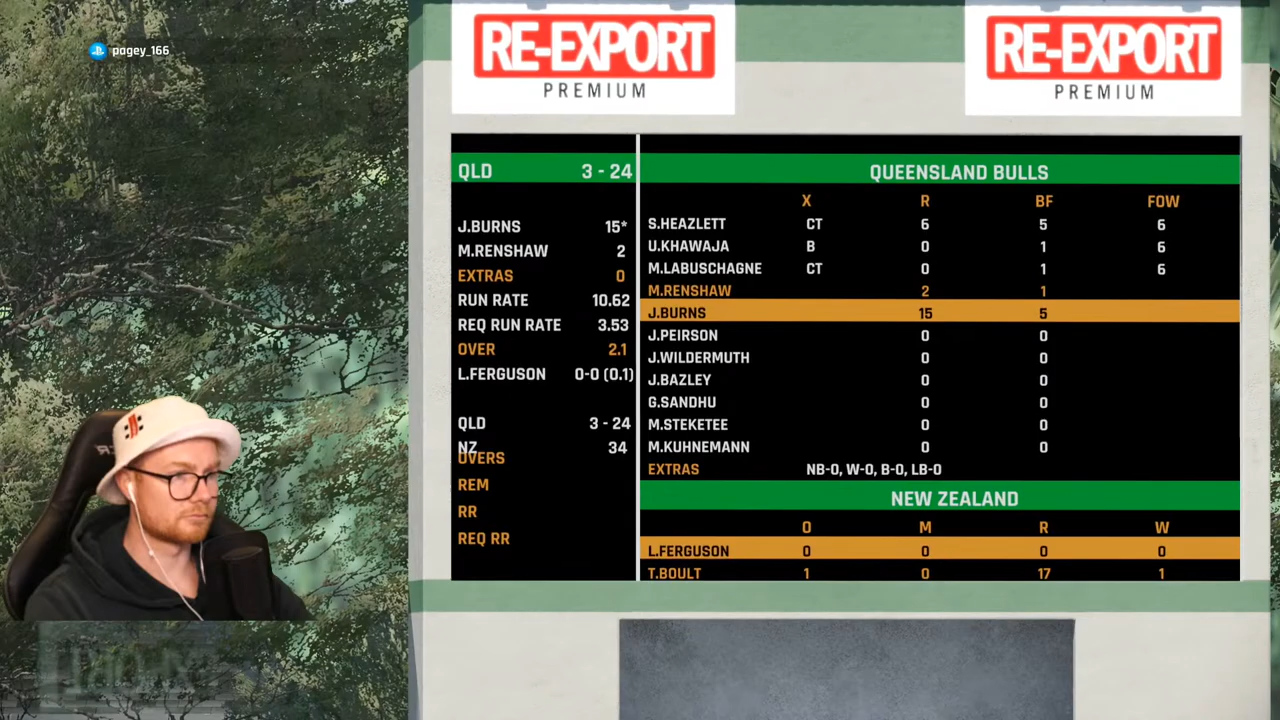 pagey_166
RE-EXPORT
PREMIUM
RE-EXPORT
PREMIUM
QLD 3 - 24
J.BURNS 15*
M.RENSHAW 2
EXTRAS 0
RUN RATE 10.62
REQ RUN RATE 3.53
OVER 2.1
L.FERGUSON 0-0 (0.1)
QLD 3 - 24
NZ 34
OVERS
REM
RR
REQ RR
QUEENSLAND BULLS
X R BF FOW
S.HEAZLETT CT 6 5 6
U.KHAWAJA B 0 1 6
M.LABUSCHAGNE CT 0 1 6
M.RENSHAW 2 1
J.BURNS 15 5
J.PEIRSON 0 0
J.WILDERMUTH 0 0
J.BAZLEY 0 0
G.SANDHU 0 0
M.STEKETEE 0 0
M.KUHNEMANN 0 0
EXTRAS NB-0, W-0, B-0, LB-0
NEW ZEALAND
O M R W
L.FERGUSON 0 0 0 0
T.BOULT 1 0 17 1